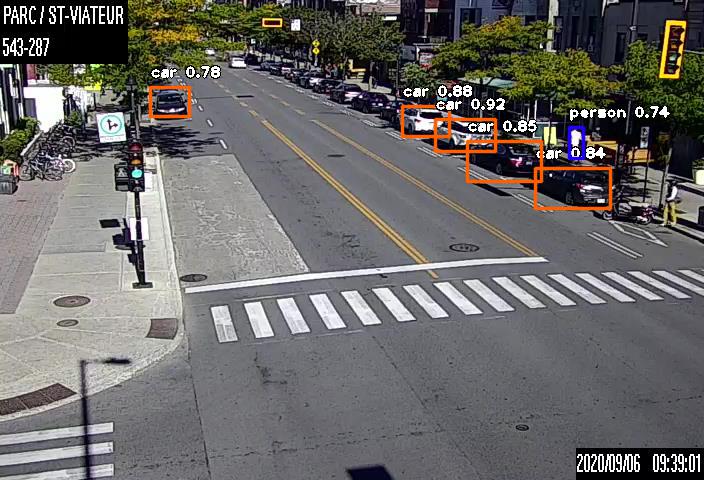 PARC / ST-VIATEUR
543-287
car 0.78
car 0.88
car 0.92
person 0.74
car 0.85
car 0.84
2020/09/06 09:39:01